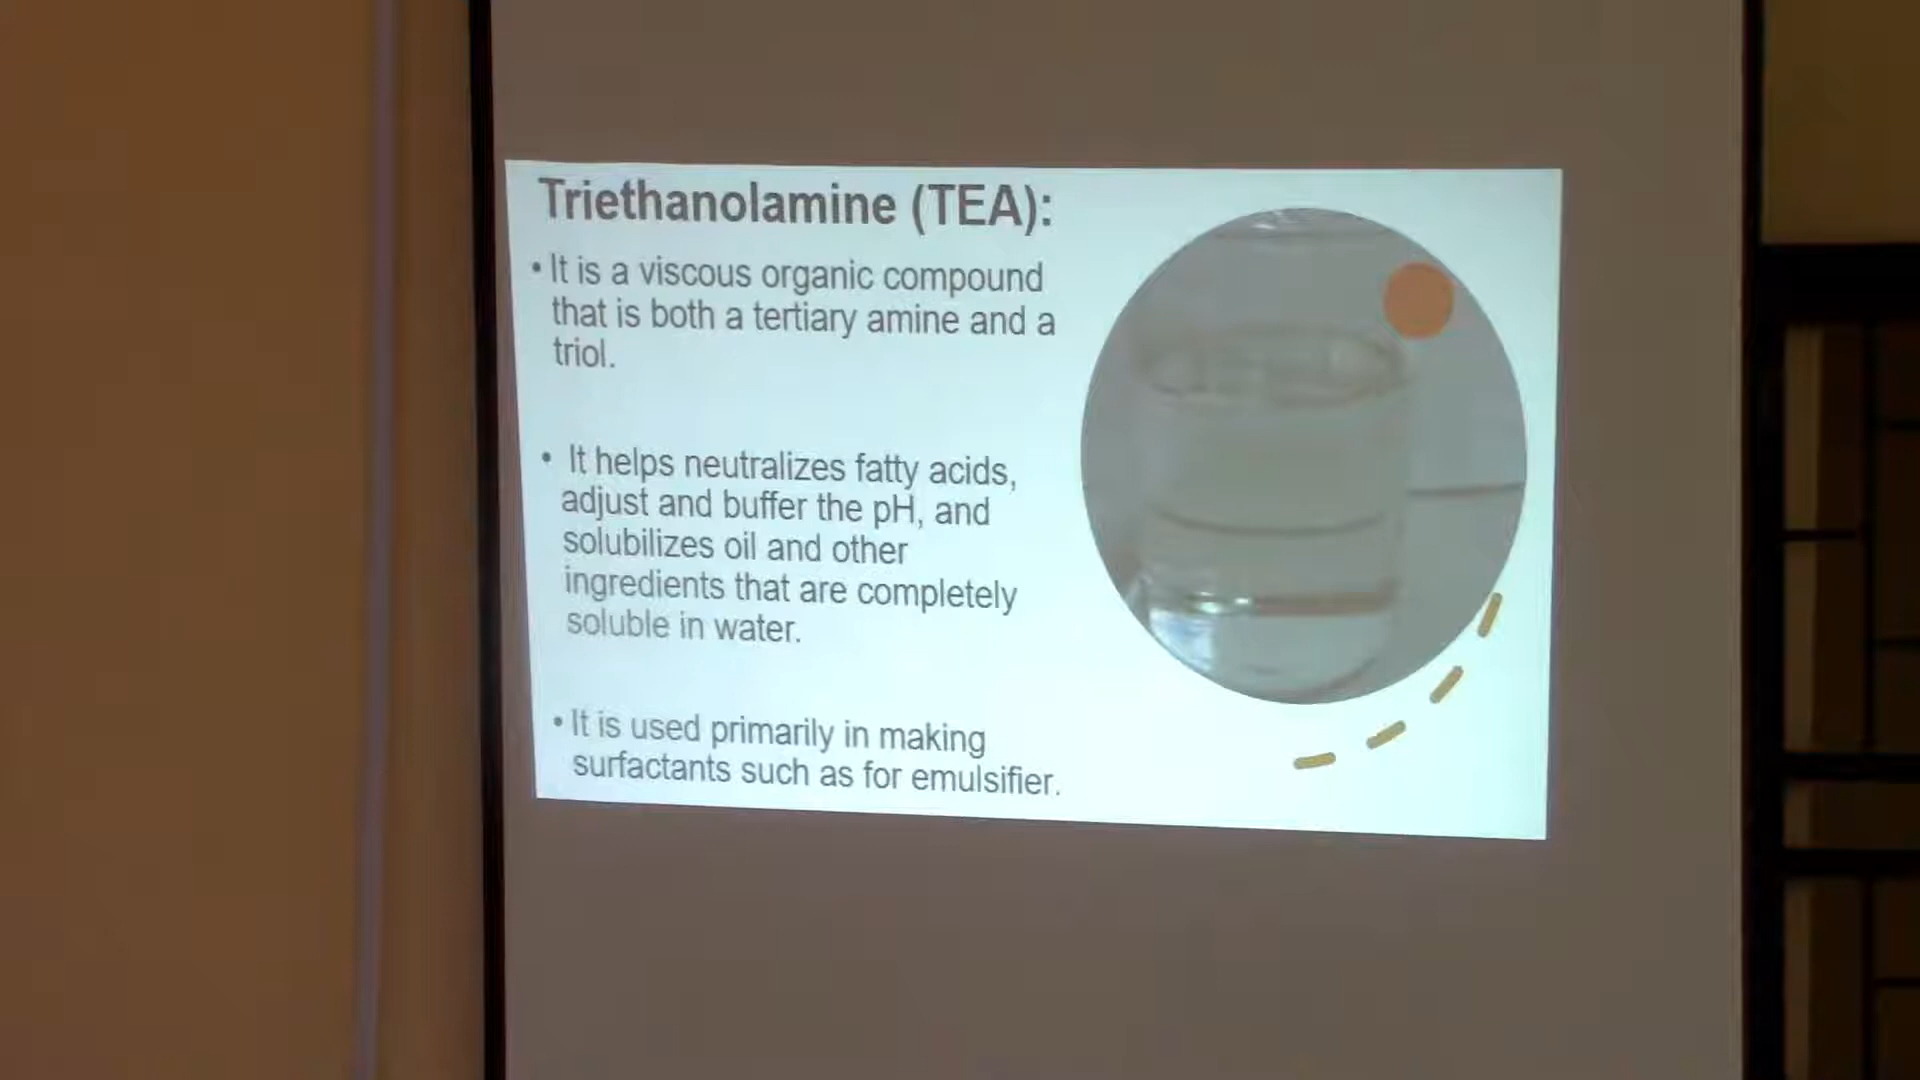 Triethanolamine (TEA):
• It is a viscous organic compound
that is both a tertiary amine and a
triol.
• It helps neutralizes fatty acids,
adjust and buffer the pH, and
solubilizes oil and other
ingredients that are completely
soluble in water.
• It is used primarily in making
surfactants such as for emulsifier.